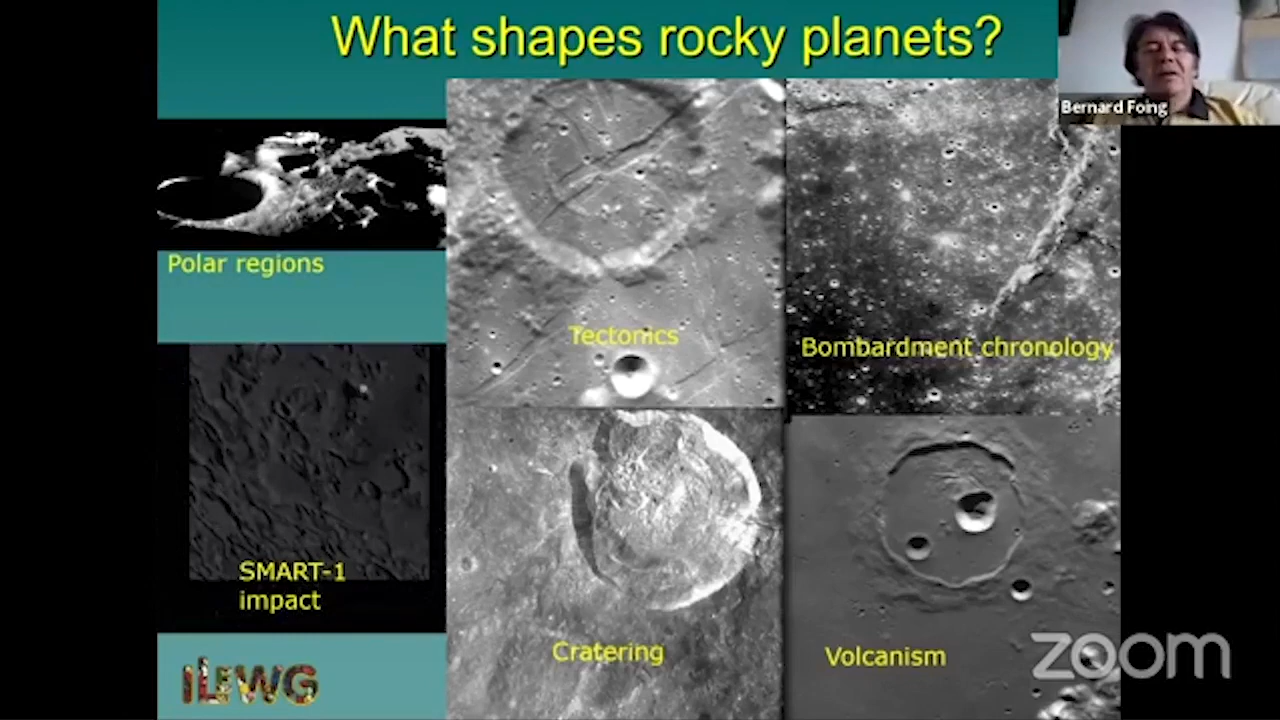 What shapes rocky planets?
Bernard Foing
Polar regions
Tectonics
Bombardment chronology
SMART-1
impact
Cratering
Volcanism
ILEWG
zoom